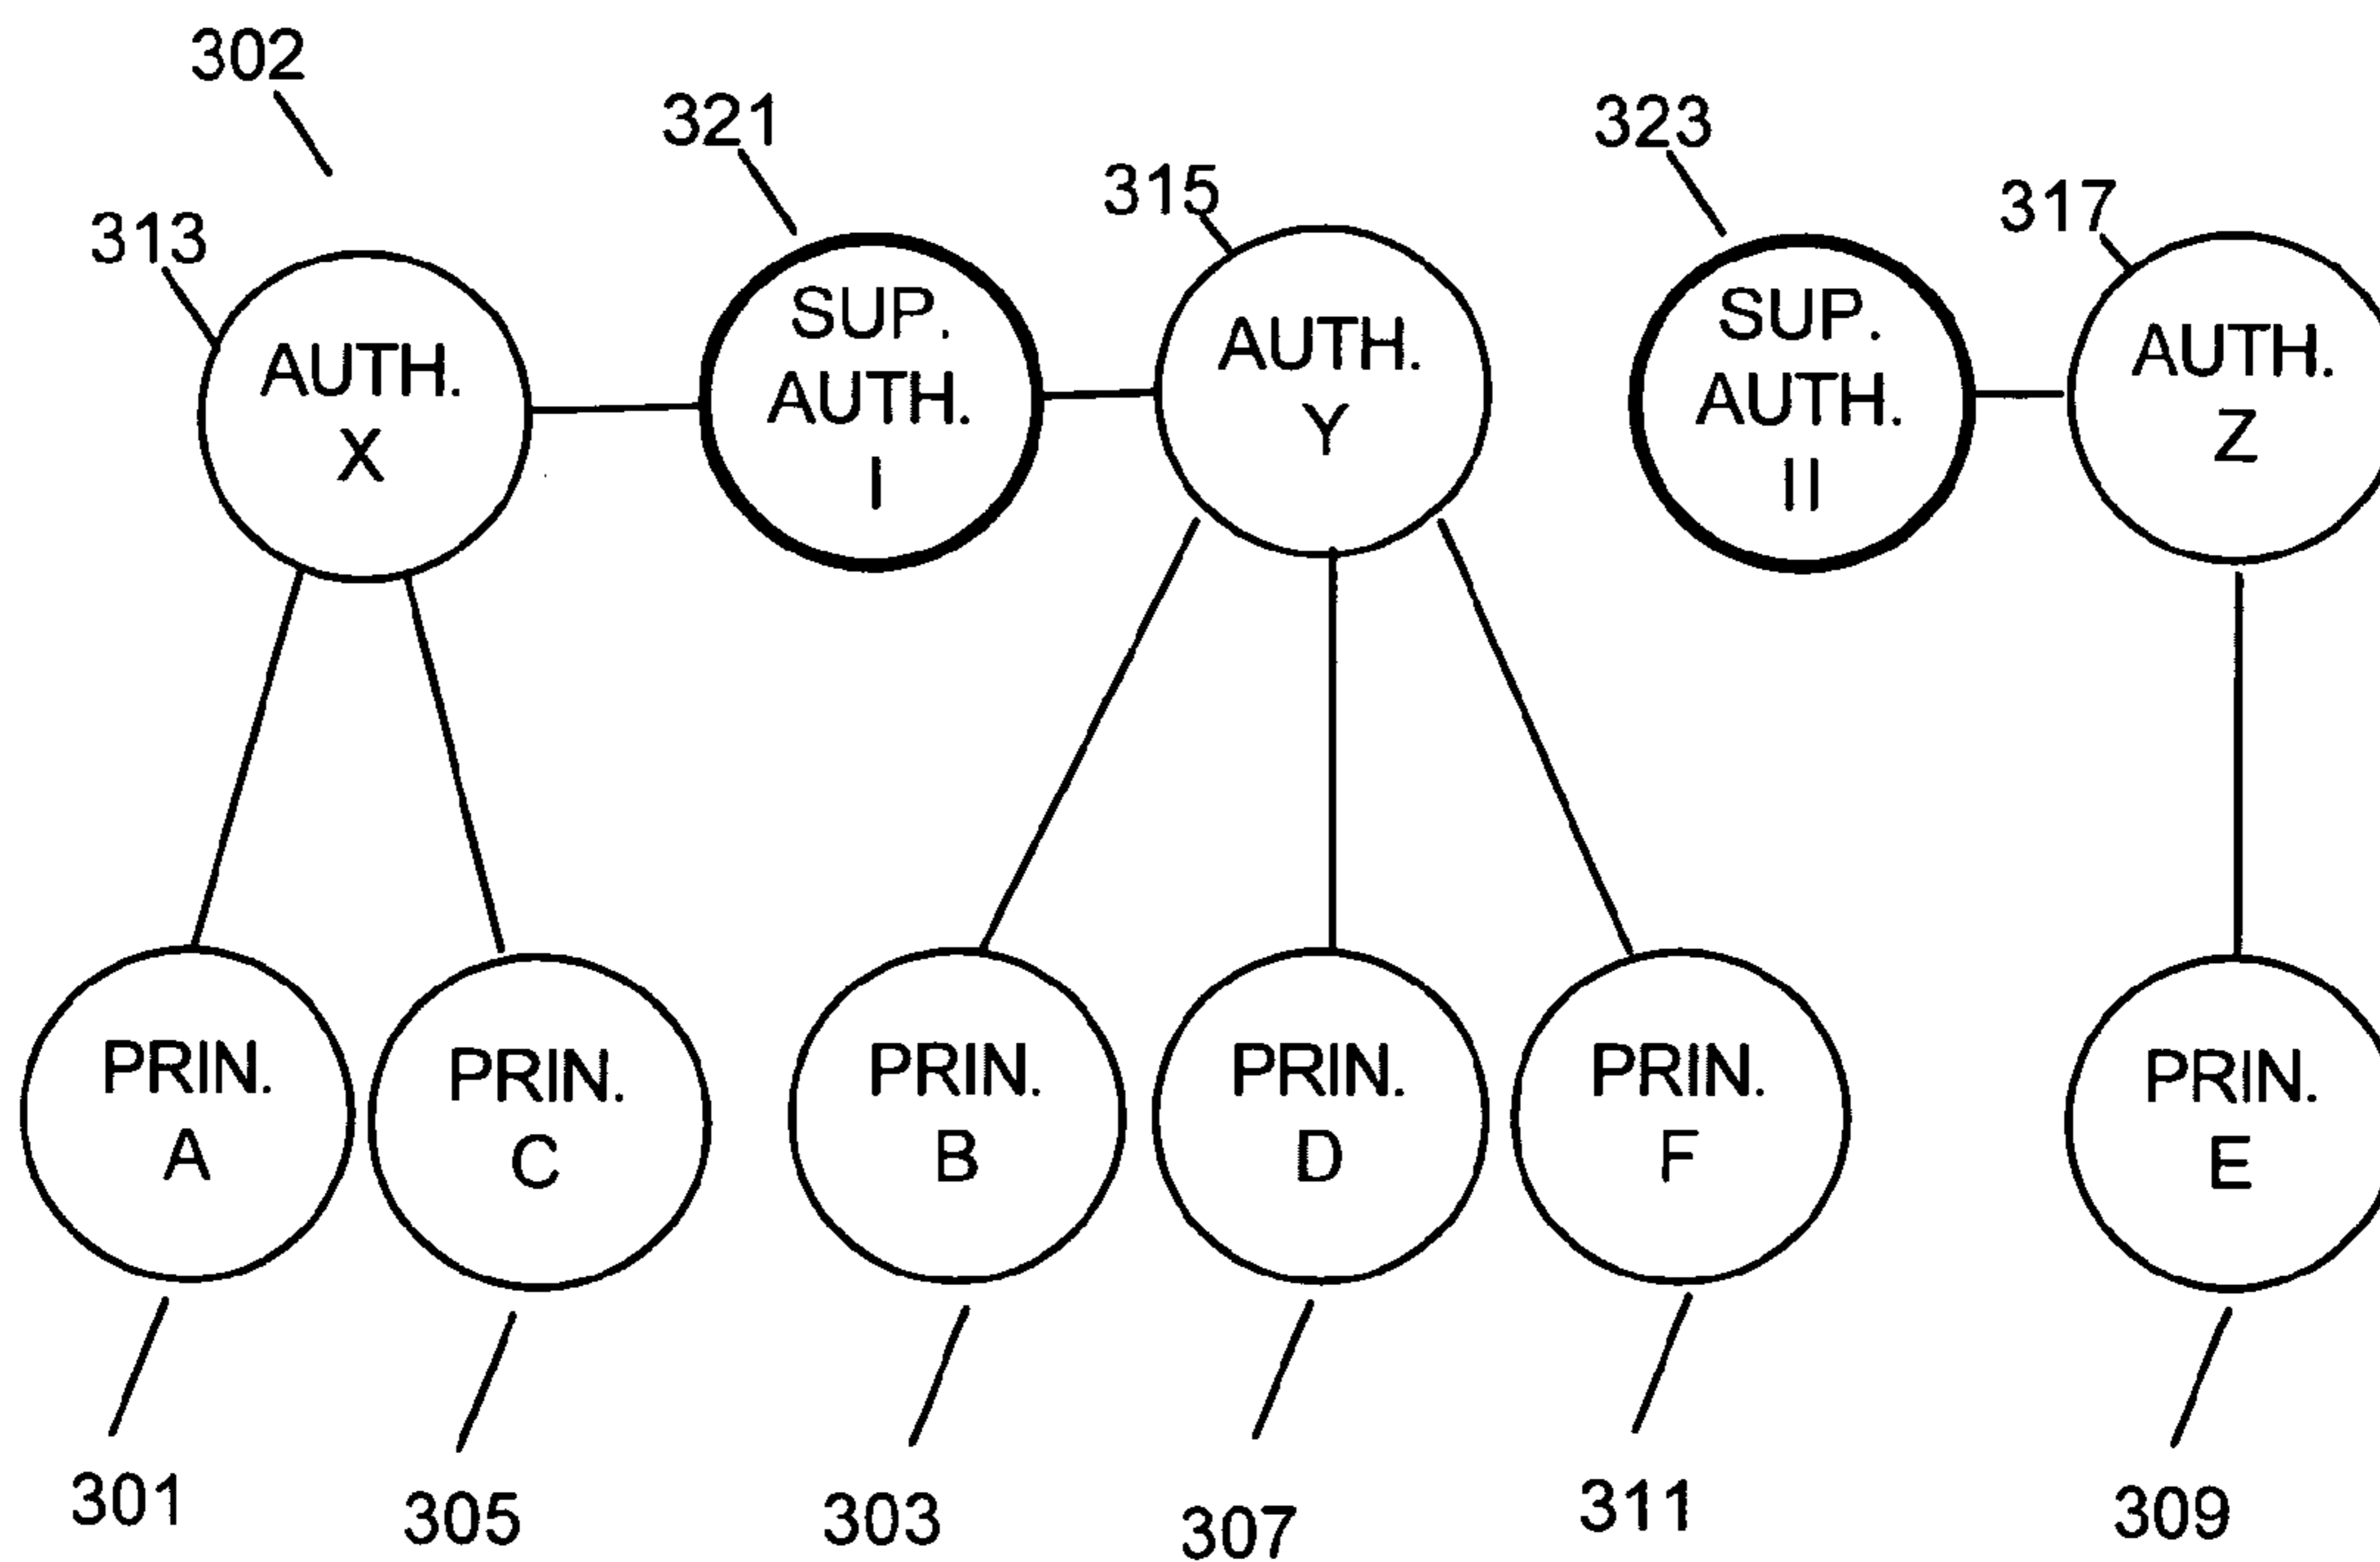 302
321
323
315
317
313
AUTH.
X
SUP.
AUTH.
I
AUTH.
Y
SUP.
AUTH.
II
AUTH.
Z
PRIN.
A
PRIN.
C
PRIN.
B
PRIN.
D
PRIN.
F
PRIN.
E
301
305
303
307
311
309